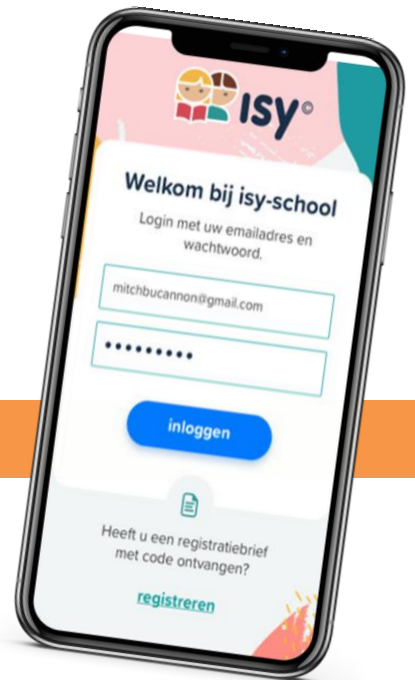 isy©
Welkom bij isy-school
Login met uw emailadres en
wachtwoord.
mitchbucannon@gmail.com
•••••••••
inloggen
Heeft u een registratiebrief
met code ontvangen?
registreren